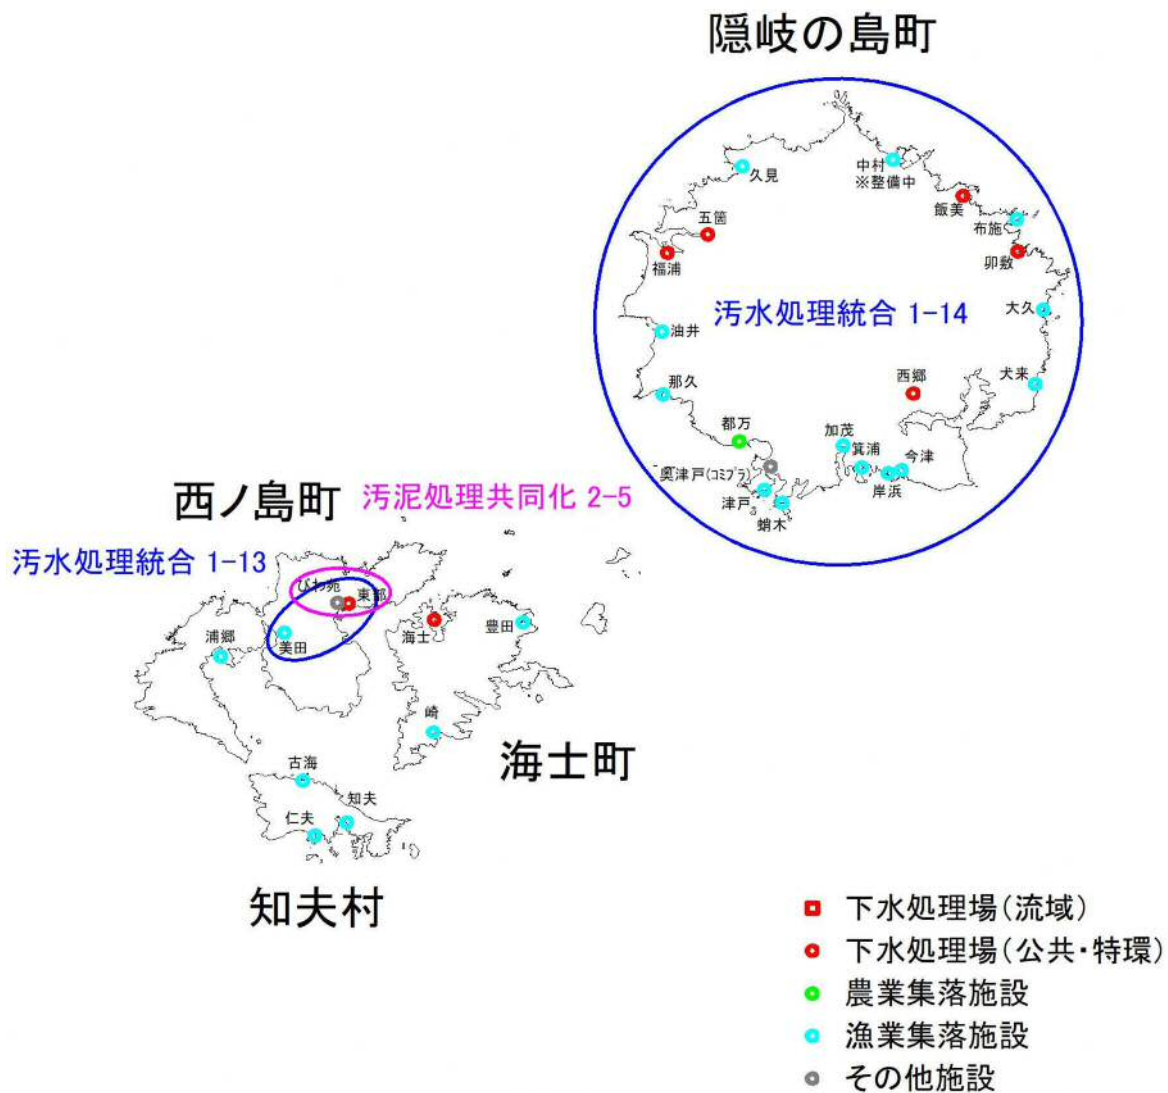 隠岐の島町
久見
中村
※整備中
飯美
布施
五箇
福浦
卯敷
汚水処理統合 1-14
大久
油井
那久
西郷
犬来
都万
加茂
箕浦
今津
岸浜
奥津戸(コミプラ)
津戸
蛸木
西ノ島町
汚泥処理共同化 2-5
汚水処理統合 1-13
びわ苑
東部
浦郷
美田
海士
豊田
崎
海士町
古海
知夫
仁夫
知夫村
下水処理場(流域)
下水処理場(公共・特環)
農業集落施設
漁業集落施設
その他施設